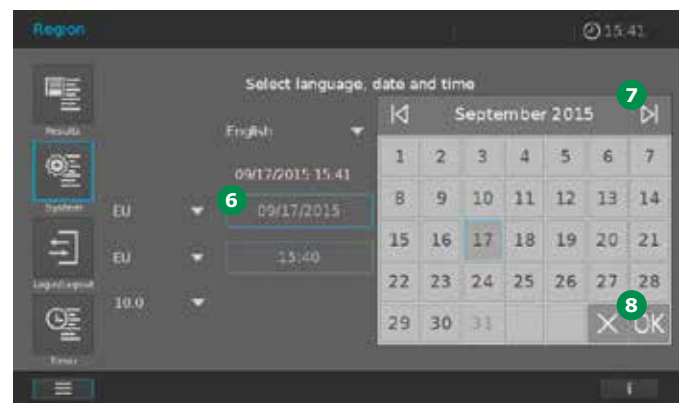 Region
15:41
Select language, date and time
7
September 2015
Results
English
1 2 3 4 5 6 7
09/17/2015 15:41
6
8 9 10 11 12 13 14
System
EU
09/17/2015
15 16 17 18 19 20 21
EU
15:40
22 23 24 25 26 27 28
Login/Logout
10.0
8
29 30 31
OK
Timer
i